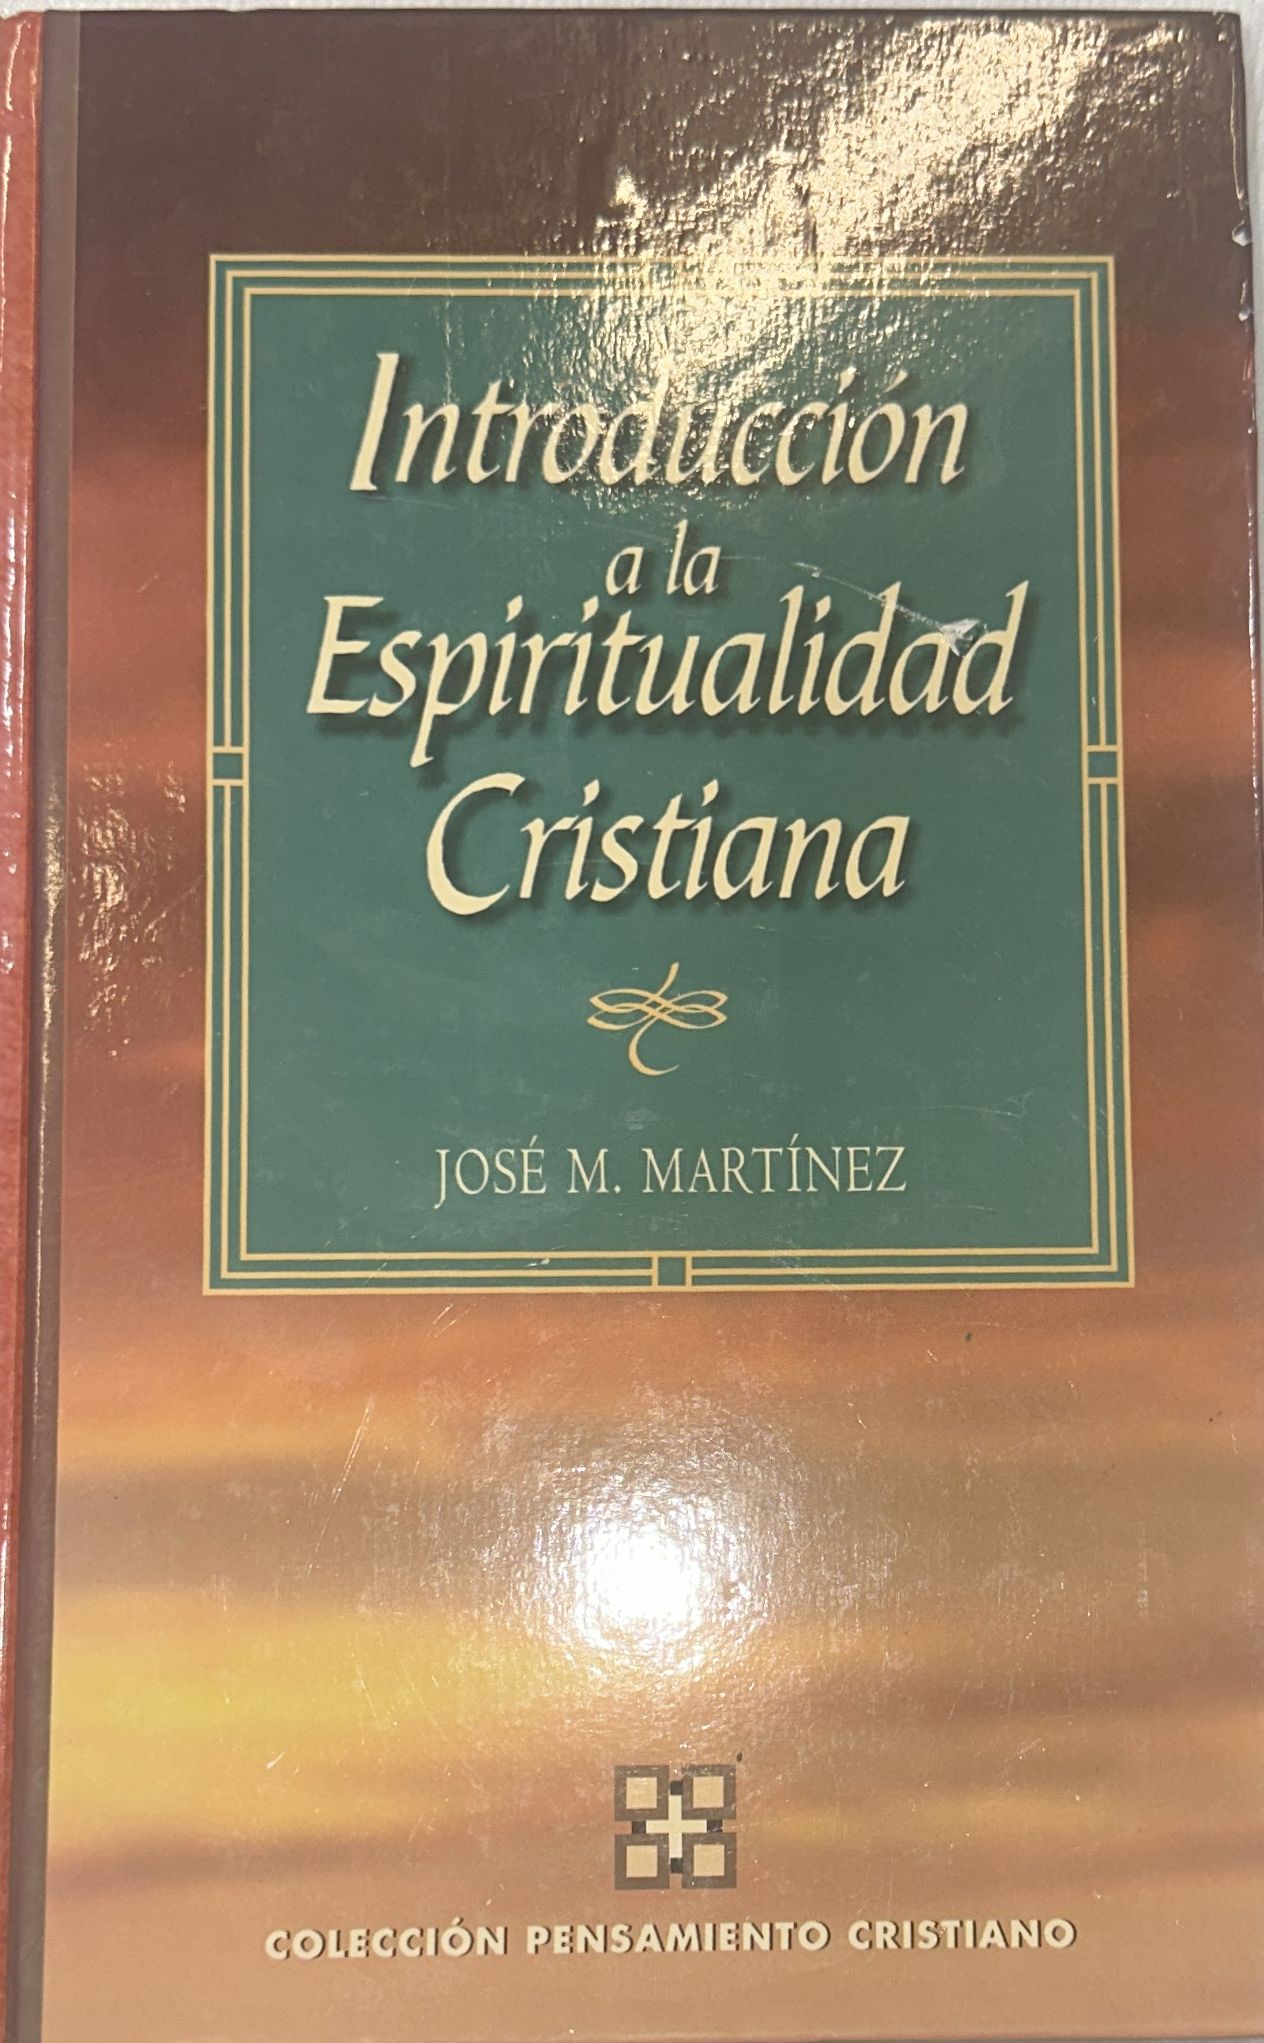 Introducción
a la
Espiritualidad
Cristiana
JOSÉ M. MARTÍNEZ
COLECCIÓN PENSAMIENTO CRISTIANO